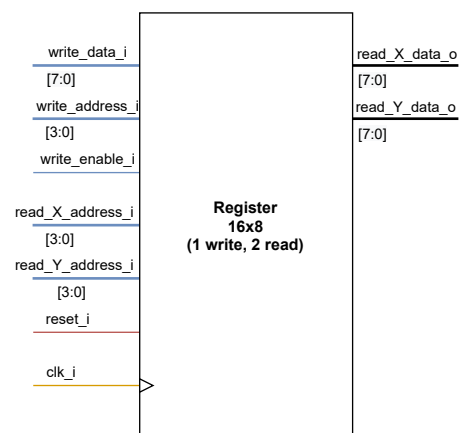 write_data_i
[7:0]
write_address_i
[3:0]
write_enable_i
read_X_address_i
[3:0]
read_Y_address_i
[3:0]
reset_i
clk_i
Register
16x8
(1 write, 2 read)
read_X_data_o
[7:0]
read_Y_data_o
[7:0]